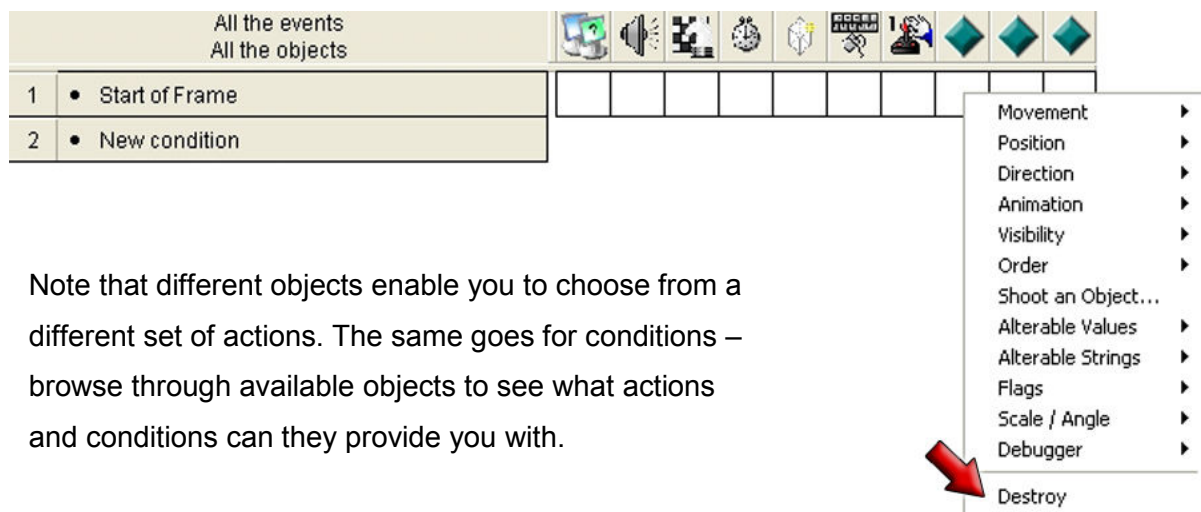 All the events
All the objects
1 • Start of Frame
2 • New condition
Movement
Position
Direction
Animation
Visibility
Order
Shoot an Object...
Alterable Values
Alterable Strings
Flags
Scale / Angle
Debugger
Destroy
Note that different objects enable you to choose from a
different set of actions. The same goes for conditions –
browse through available objects to see what actions
and conditions can they provide you with.